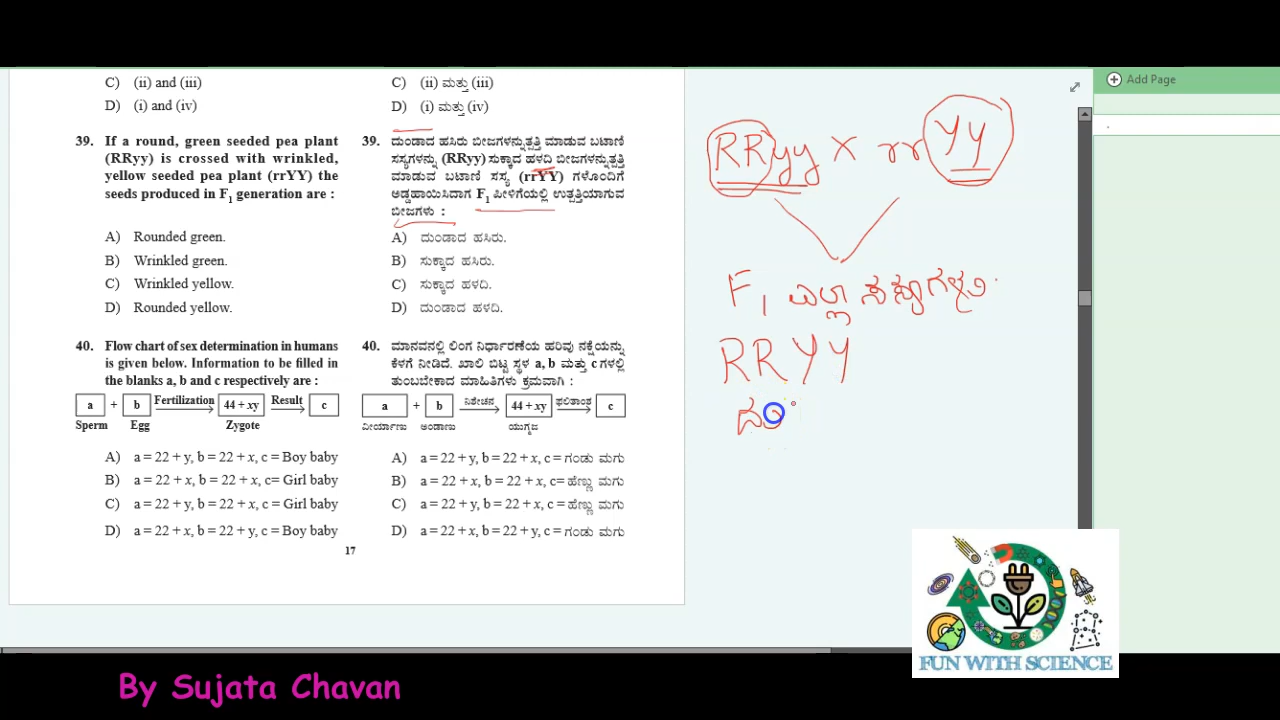 Add Page
C) (ii) and (iii)
D) (i) and (iv)
39. If a round, green seeded pea plant
(RRyy) is crossed with wrinkled,
yellow seeded pea plant (rrYY) the
seeds produced in F1 generation are :
A) Rounded green.
B) Wrinkled green.
C) Wrinkled yellow.
D) Rounded yellow.
40. Flow chart of sex determination in humans
is given below. Information to be filled in
the blanks a, b and c respectively are :
a + b Fertilization 44 + xy Result c
Sperm Egg Zygote
A) a = 22 + y, b = 22 + x, c = Boy baby
B) a = 22 + x, b = 22 + x, c= Girl baby
C) a = 22 + y, b = 22 + x, c = Girl baby
D) a = 22 + x, b = 22 + y, c = Boy baby
C) (ii) ಮತ್ತು (iii)
D) (i) ಮತ್ತು (iv)
39. ದುಂಡಾದ ಹಸಿರು ಬೀಜಗಳನ್ನುತ್ಪತ್ತಿ ಮಾಡುವ ಬಟಾಣಿ
ಸಸ್ಯಗಳನ್ನು (RRyy) ಸುಕ್ಕಾದ ಹಳದಿ ಬೀಜಗಳನ್ನುತ್ಪತ್ತಿ
ಮಾಡುವ ಬಟಾಣಿ ಸಸ್ಯ (rrYY) ಗಳೊಂದಿಗೆ
ಅಡ್ಡಹಾಯಿಸಿದಾಗ F1 ಪೀಳಿಗೆಯಲ್ಲಿ ಉತ್ಪತ್ತಿಯಾಗುವ
ಬೀಜಗಳು :
A) ದುಂಡಾದ ಹಸಿರು.
B) ಸುಕ್ಕಾದ ಹಸಿರು.
C) ಸುಕ್ಕಾದ ಹಳದಿ.
D) ದುಂಡಾದ ಹಳದಿ.
40. ಮಾನವನಲ್ಲಿ ಲಿಂಗ ನಿರ್ಧಾರಣೆಯ ಹರಿವು ನಕ್ಷೆಯನ್ನು
ಕೆಳಗೆ ನೀಡಿದೆ. ಖಾಲಿ ಬಿಟ್ಟ ಸ್ಥಳ a, b ಮತ್ತು c ಗಳಲ್ಲಿ
ತುಂಬಬೇಕಾದ ಮಾಹಿತಿಗಳು ಕ್ರಮವಾಗಿ :
a + b ನಿಶೇಚನ 44 + xy ಫಲಿತಾಂಶ c
ವೀರ್ಯಾಣು ಅಂಡಾಣು ಯುಗ್ಮಜ
A) a = 22 + y, b = 22 + x, c = ಗಂಡು ಮಗು
B) a = 22 + x, b = 22 + x, c= ಹೆಣ್ಣು ಮಗು
C) a = 22 + y, b = 22 + x, c = ಹೆಣ್ಣು ಮಗು
D) a = 22 + x, b = 22 + y, c = ಗಂಡು ಮಗು
17
RRyy X rr YY
F1 ಎಲ್ಲಾ ಸಸ್ಯಗಳು
RRYY
FUN WITH SCIENCE
By Sujata Chavan